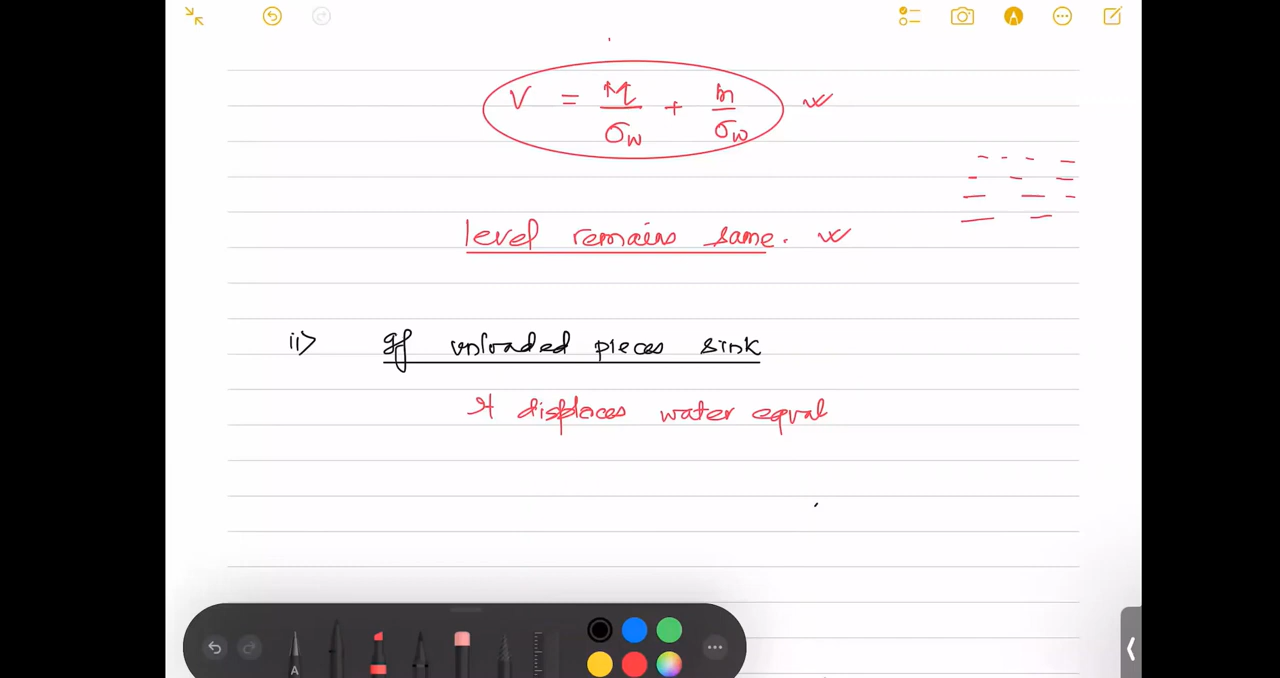 V = M/σw + m/σw
level remains same.
ii> If unloaded pieces sink
It displaces water equal
A